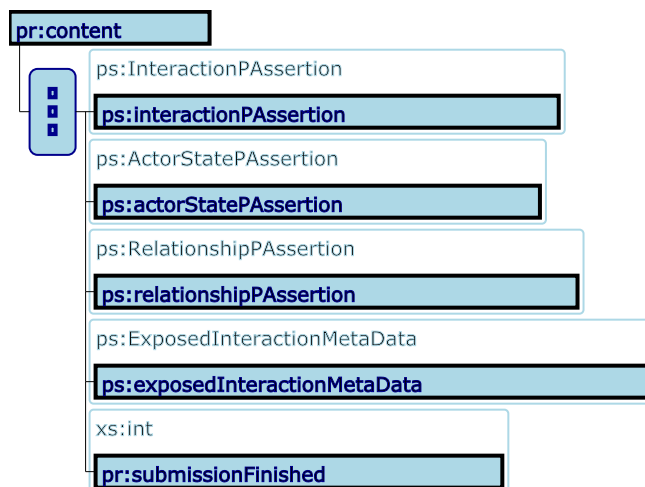 pr:content
ps:InteractionPAssertion
ps:interactionPAssertion
ps:ActorStatePAssertion
ps:actorStatePAssertion
ps:RelationshipPAssertion
ps:relationshipPAssertion
ps:ExposedInteractionMetaData
ps:exposedInteractionMetaData
xs:int
pr:submissionFinished